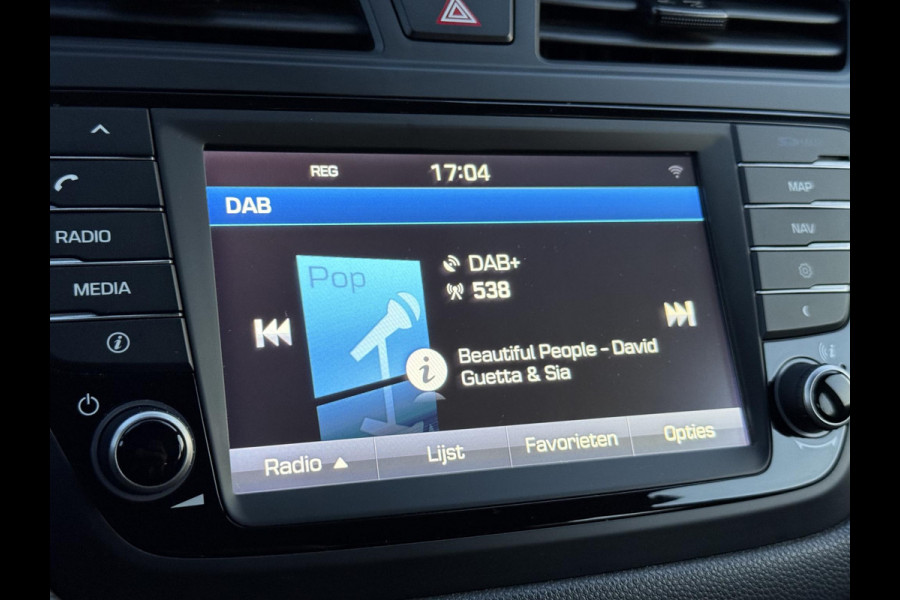 REG 17:04
DAB
RADIO
MEDIA
Pop
DAB+
538
Beautiful People - David
Guetta & Sia
MAP
NAV
Radio Lijst Favorieten Opties